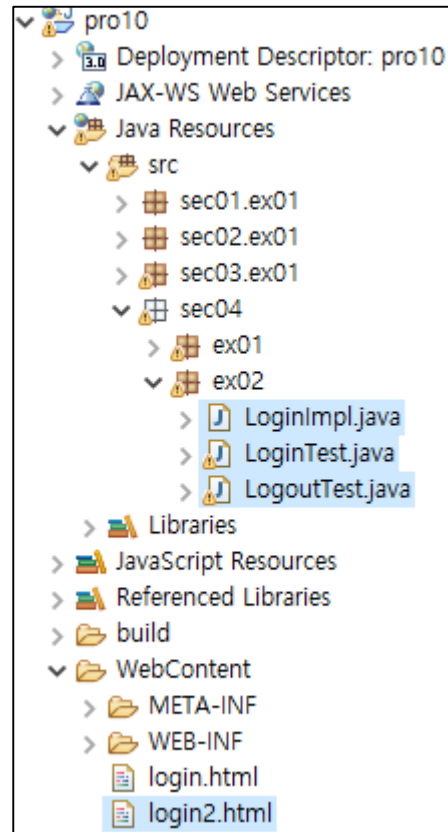 pro10
Deployment Descriptor: pro10
JAX-WS Web Services
Java Resources
src
sec01.ex01
sec02.ex01
sec03.ex01
sec04
ex01
ex02
LoginImpl.java
LoginTest.java
LogoutTest.java
Libraries
JavaScript Resources
Referenced Libraries
build
WebContent
META-INF
WEB-INF
login.html
login2.html